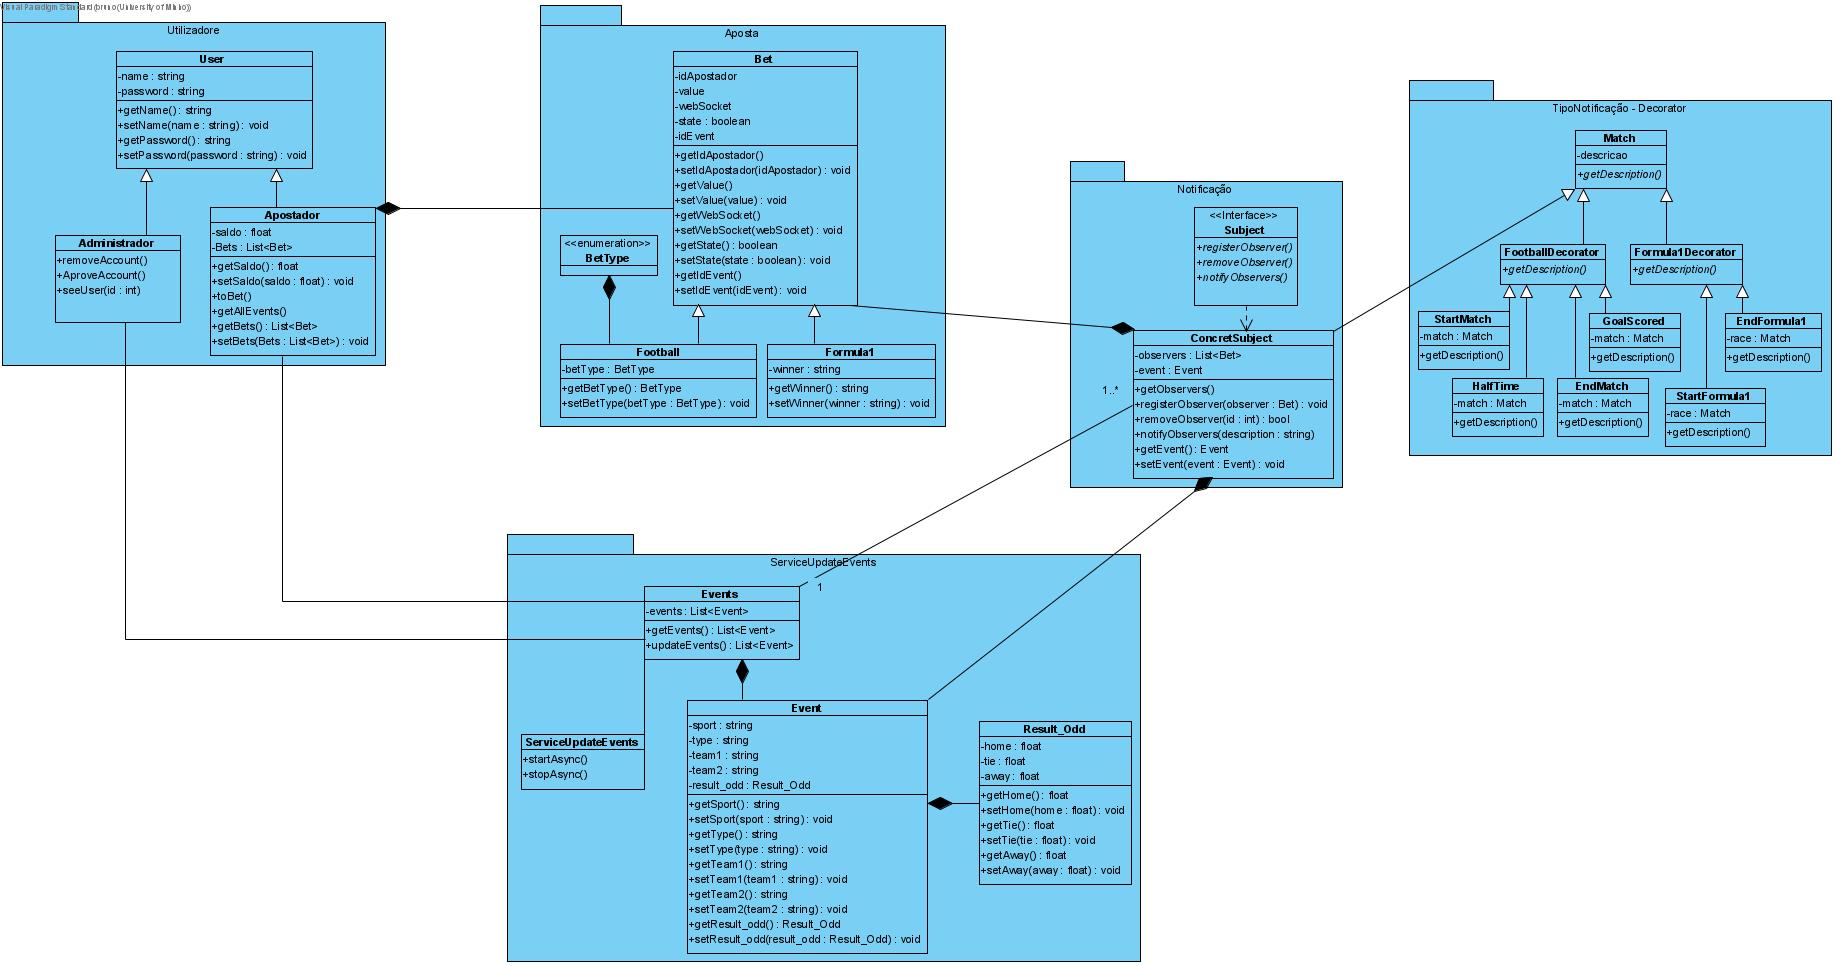 Visual Paradigm Standard(bruno(University of Minho))
Utilizadore
User
-name : string
-password : string
+getName() : string
+setName(name : string) : void
+getPassword() : string
+setPassword(password : string) : void
Administrador
+removeAccount()
+AproveAccount()
+seeUser(id : int)
Apostador
-saldo : float
-Bets : List<Bet>
+getSaldo() : float
+setSaldo(saldo : float) : void
+toBet()
+getAllEvents()
+getBets() : List<Bet>
+setBets(Bets : List<Bet>) : void
Aposta
Bet
-idApostador
-value
-webSocket
-state : boolean
-idEvent
+getIdApostador()
+setIdApostador(idApostador) : void
+getValue()
+setValue(value) : void
+getWebSocket()
+setWebSocket(webSocket) : void
+getState() : boolean
+setState(state : boolean) : void
+getIdEvent()
+setIdEvent(idEvent) : void
<<enumeration>>
BetType
Football
-betType : BetType
+getBetType() : BetType
+setBetType(betType : BetType) : void
Formula1
-winner : string
+getWinner() : string
+setWinner(winner : string) : void
Notificação
<<Interface>>
Subject
+registerObserver()
+removeObserver()
+notifyObservers()
ConcretSubject
-observers : List<Bet>
-event : Event
+getObservers()
+registerObserver(observer : Bet) : void
+removeObserver(id : int) : bool
+notifyObservers(description : string)
+getEvent() : Event
+setEvent(event : Event) : void
1..*
1
TipoNotificação - Decorator
Match
-descricao
+getDescription()
FootballDecorator
+getDescription()
Formula1Decorator
+getDescription()
StartMatch
-match : Match
+getDescription()
GoalScored
-match : Match
+getDescription()
EndFormula1
-race : Match
+getDescription()
HalfTime
-match : Match
+getDescription()
EndMatch
-match : Match
+getDescription()
StartFormula1
-race : Match
+getDescription()
ServiceUpdateEvents
Events
-events : List<Event>
+getEvents() : List<Event>
+updateEvents() : List<Event>
ServiceUpdateEvents
+startAsync()
+stopAsync()
Event
-sport : string
-type : string
-team1 : string
-team2 : string
-result_odd : Result_Odd
+getSport() : string
+setSport(sport : string) : void
+getType() : string
+setType(type : string) : void
+getTeam1() : string
+setTeam1(team1 : string) : void
+getTeam2() : string
+setTeam2(team2 : string) : void
+getResult_odd() : Result_Odd
+setResult_odd(result_odd : Result_Odd) : void
Result_Odd
-home : float
-tie : float
-away : float
+getHome() : float
+setHome(home : float) : void
+getTie() : float
+setTie(tie : float) : void
+getAway() : float
+setAway(away : float) : void